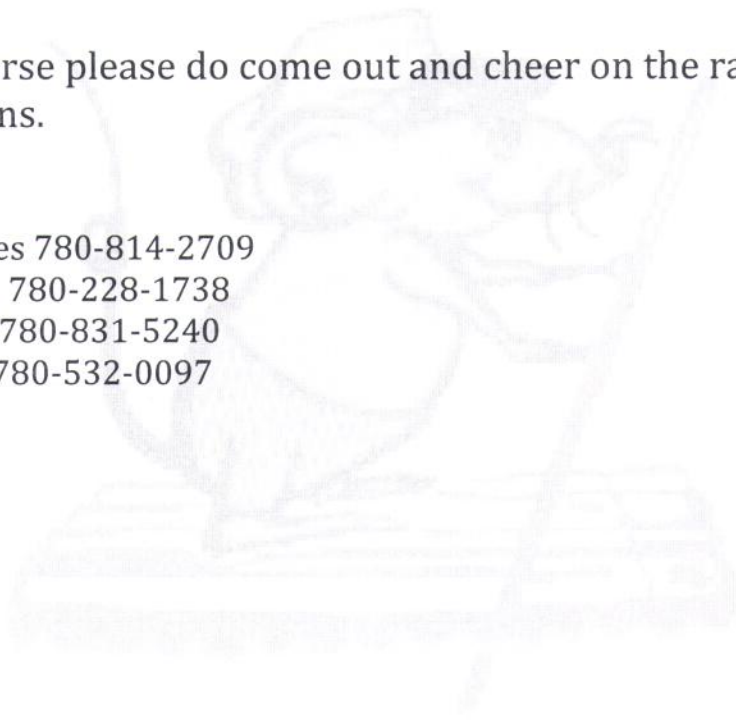 rse please do come out and cheer on the ra
ns.
es 780-814-2709
780-228-1738
780-831-5240
780-532-0097